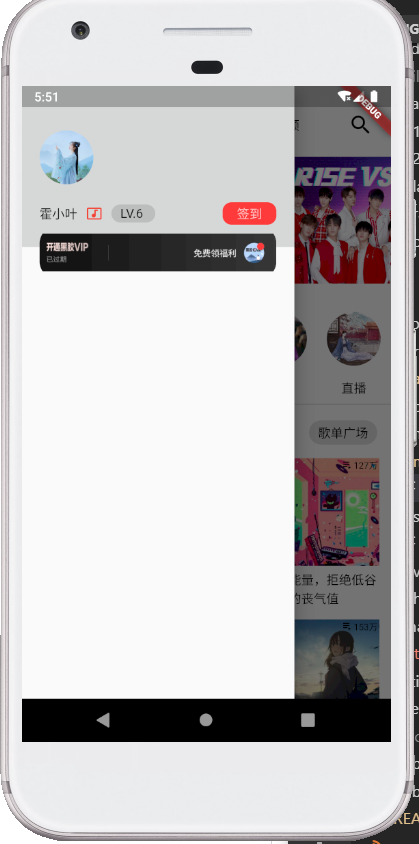 5:51
DEBUG
RISE VS
霍小叶
LV.6
签到
开通黑胶VIP
已过期
免费领福利
直播
歌单广场
127万
能量，拒绝低谷
的丧气值
153万